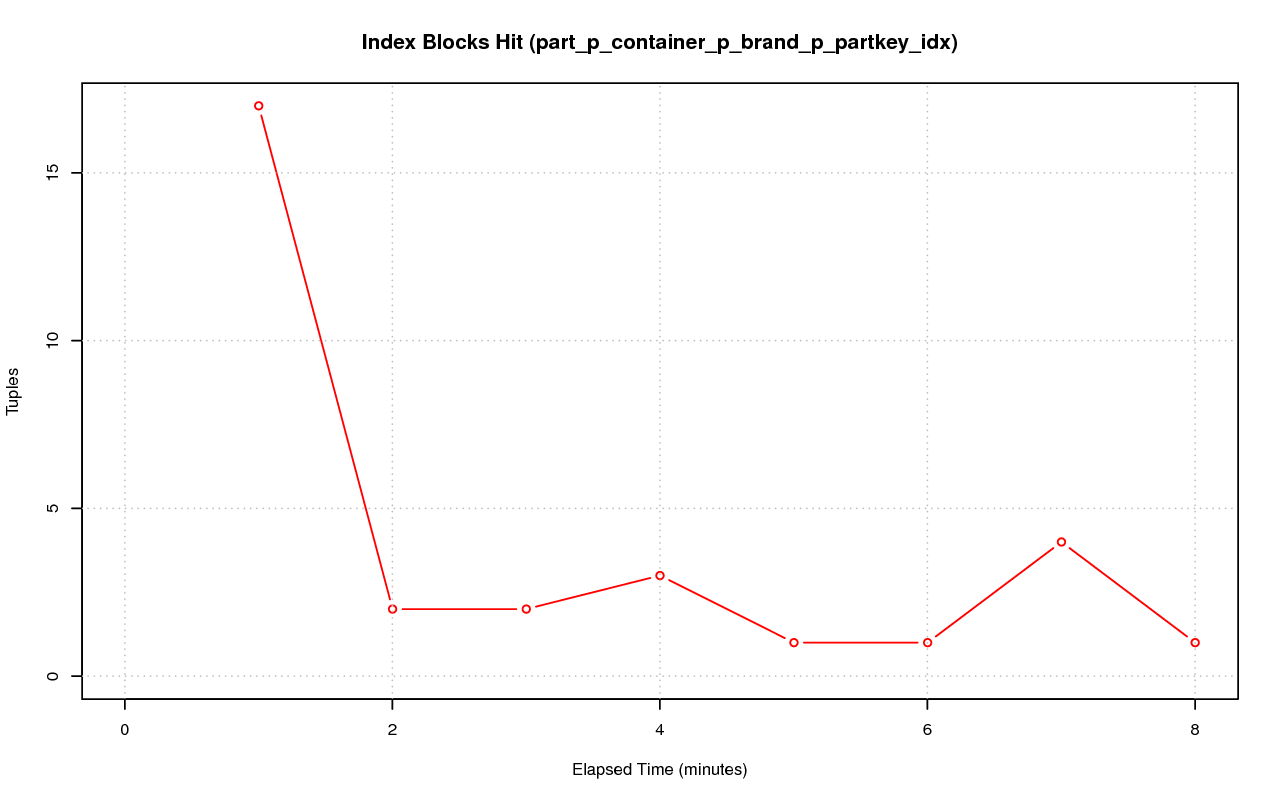 Index Blocks Hit (part_p_container_p_brand_p_partkey_idx)
Tuples
15
10
5
0
0 2 4 6 8
Elapsed Time (minutes)